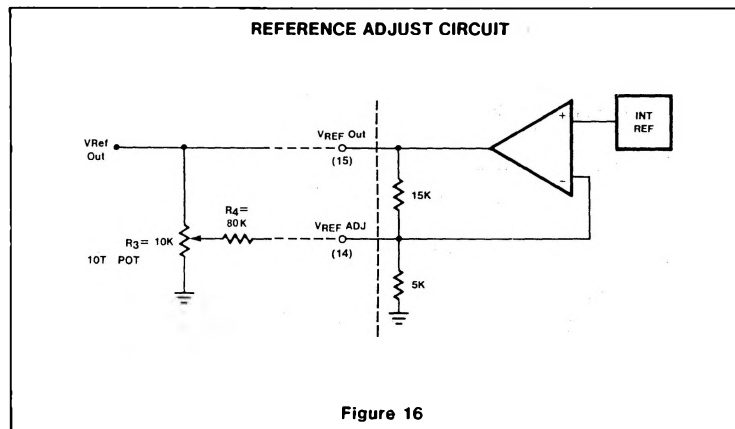 REFERENCE ADJUST CIRCUIT
VRef
Out
VREF Out
(15)
+
INT
REF
−
15K
R4=
80K
VREF ADJ
(14)
R3= 10K
10T POT
5K
Figure 16